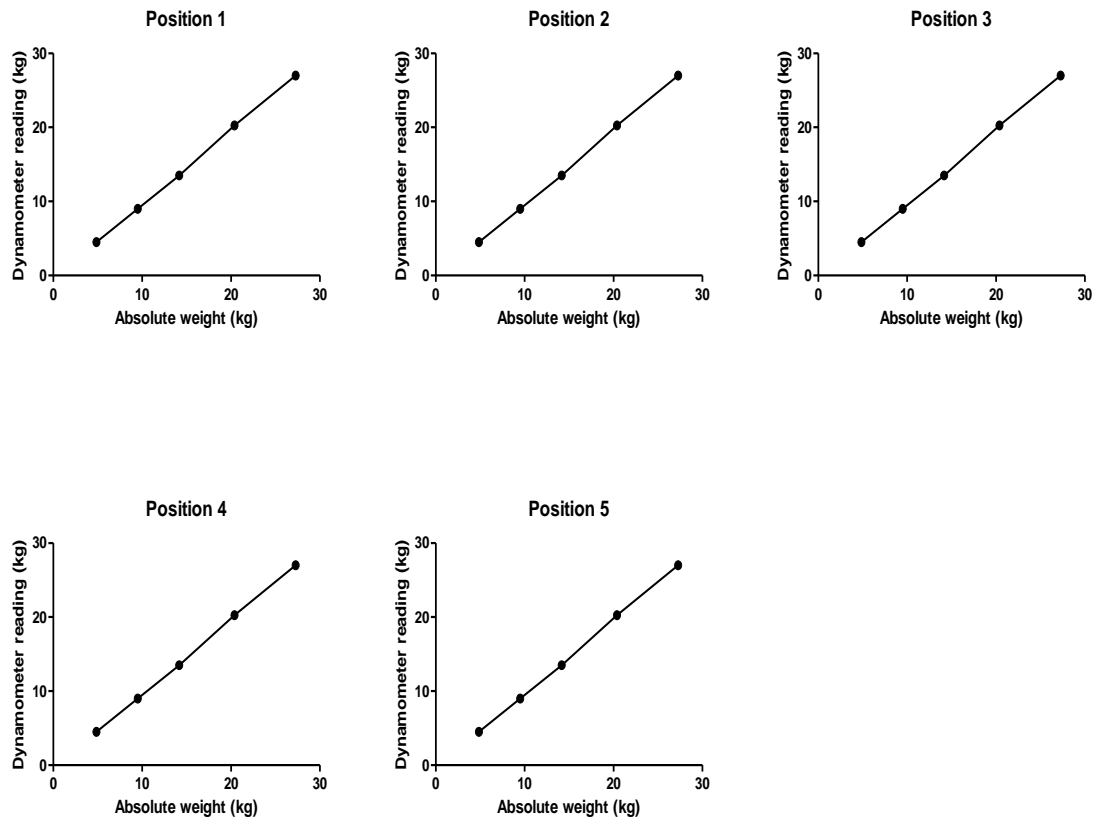 Position 1
Dynamometer reading (kg)
30
20
10
0
0 10 20 30
Absolute weight (kg)
Position 2
Dynamometer reading (kg)
30
20
10
0
0 10 20 30
Absolute weight (kg)
Position 3
Dynamometer reading (kg)
30
20
10
0
0 10 20 30
Absolute weight (kg)
Position 4
Dynamometer reading (kg)
30
20
10
0
0 10 20 30
Absolute weight (kg)
Position 5
Dynamometer reading (kg)
30
20
10
0
0 10 20 30
Absolute weight (kg)